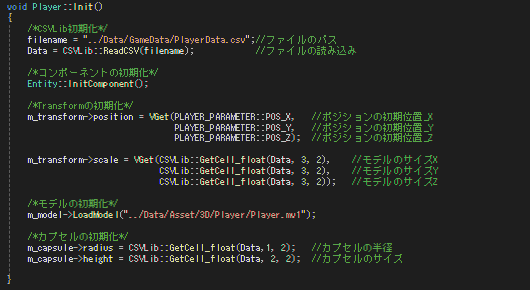 void Player::Init()
{
/*CSVLib初期化*/
filename = "../Data/GameData/PlayerData.csv";//ファイルのパス
Data = CSVLib::ReadCSV(filename); //ファイルの読み込み
/*コンポーネントの初期化*/
Entity::InitComponent();
/*Transformの初期化*/
m_transform->position = VGet(PLAYER_PARAMETER::POS_X, //ポジションの初期位置_X
PLAYER_PARAMETER::POS_Y, //ポジションの初期位置_Y
PLAYER_PARAMETER::POS_Z); //ポジションの初期位置_Z
m_transform->scale = VGet(CSVLib::GetCell_float(Data, 3, 2), //モデルのサイズX
CSVLib::GetCell_float(Data, 3, 2), //モデルのサイズY
CSVLib::GetCell_float(Data, 3, 2)); //モデルのサイズZ
/*モデルの初期化*/
m_model->LoadModel("../Data/Asset/3D/Player/Player.mv1");
/*カプセルの初期化*/
m_capsule->radius = CSVLib::GetCell_float(Data,1, 2); //カプセルの半径
m_capsule->height = CSVLib::GetCell_float(Data, 2, 2); //カプセルのサイズ
}